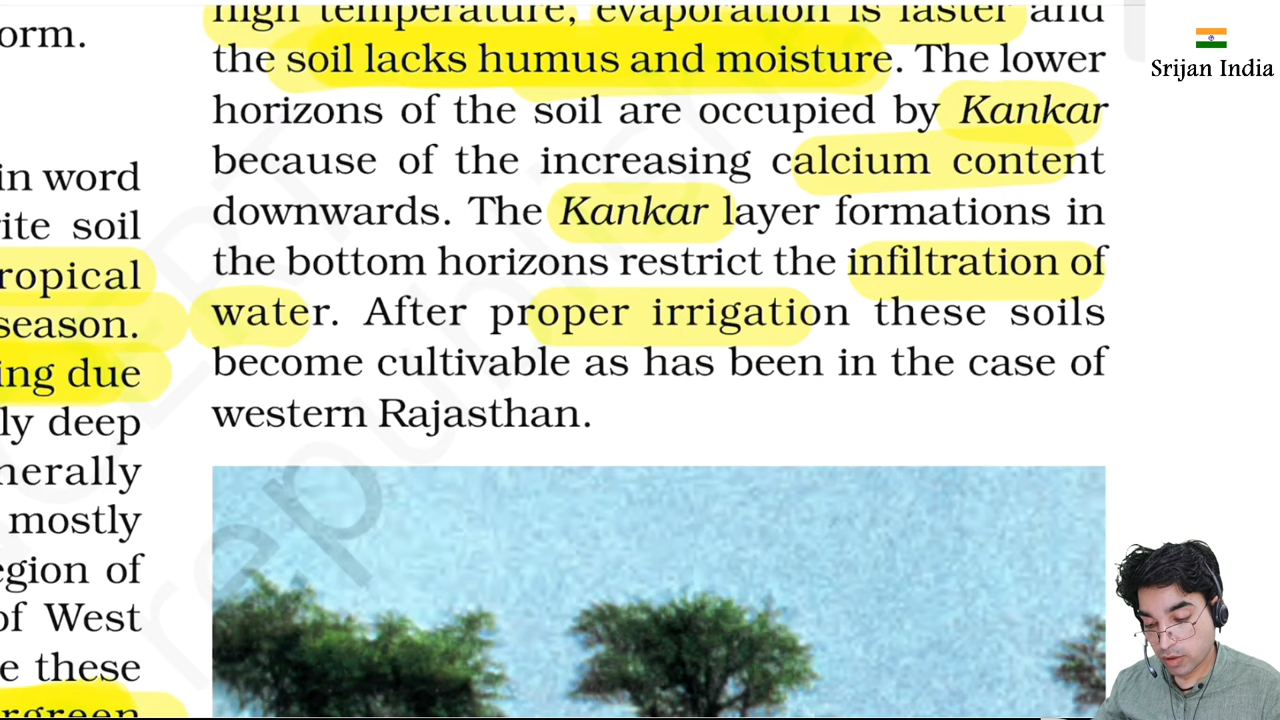 orm.
in word
rite soil
ropical
season.
ing due
ly deep
nerally
mostly
egion of
of West
e these
rgreen
high temperature, evaporation is faster and
the soil lacks humus and moisture. The lower
horizons of the soil are occupied by Kankar
because of the increasing calcium content
downwards. The Kankar layer formations in
the bottom horizons restrict the infiltration of
water. After proper irrigation these soils
become cultivable as has been in the case of
western Rajasthan.
republis
Srijan India